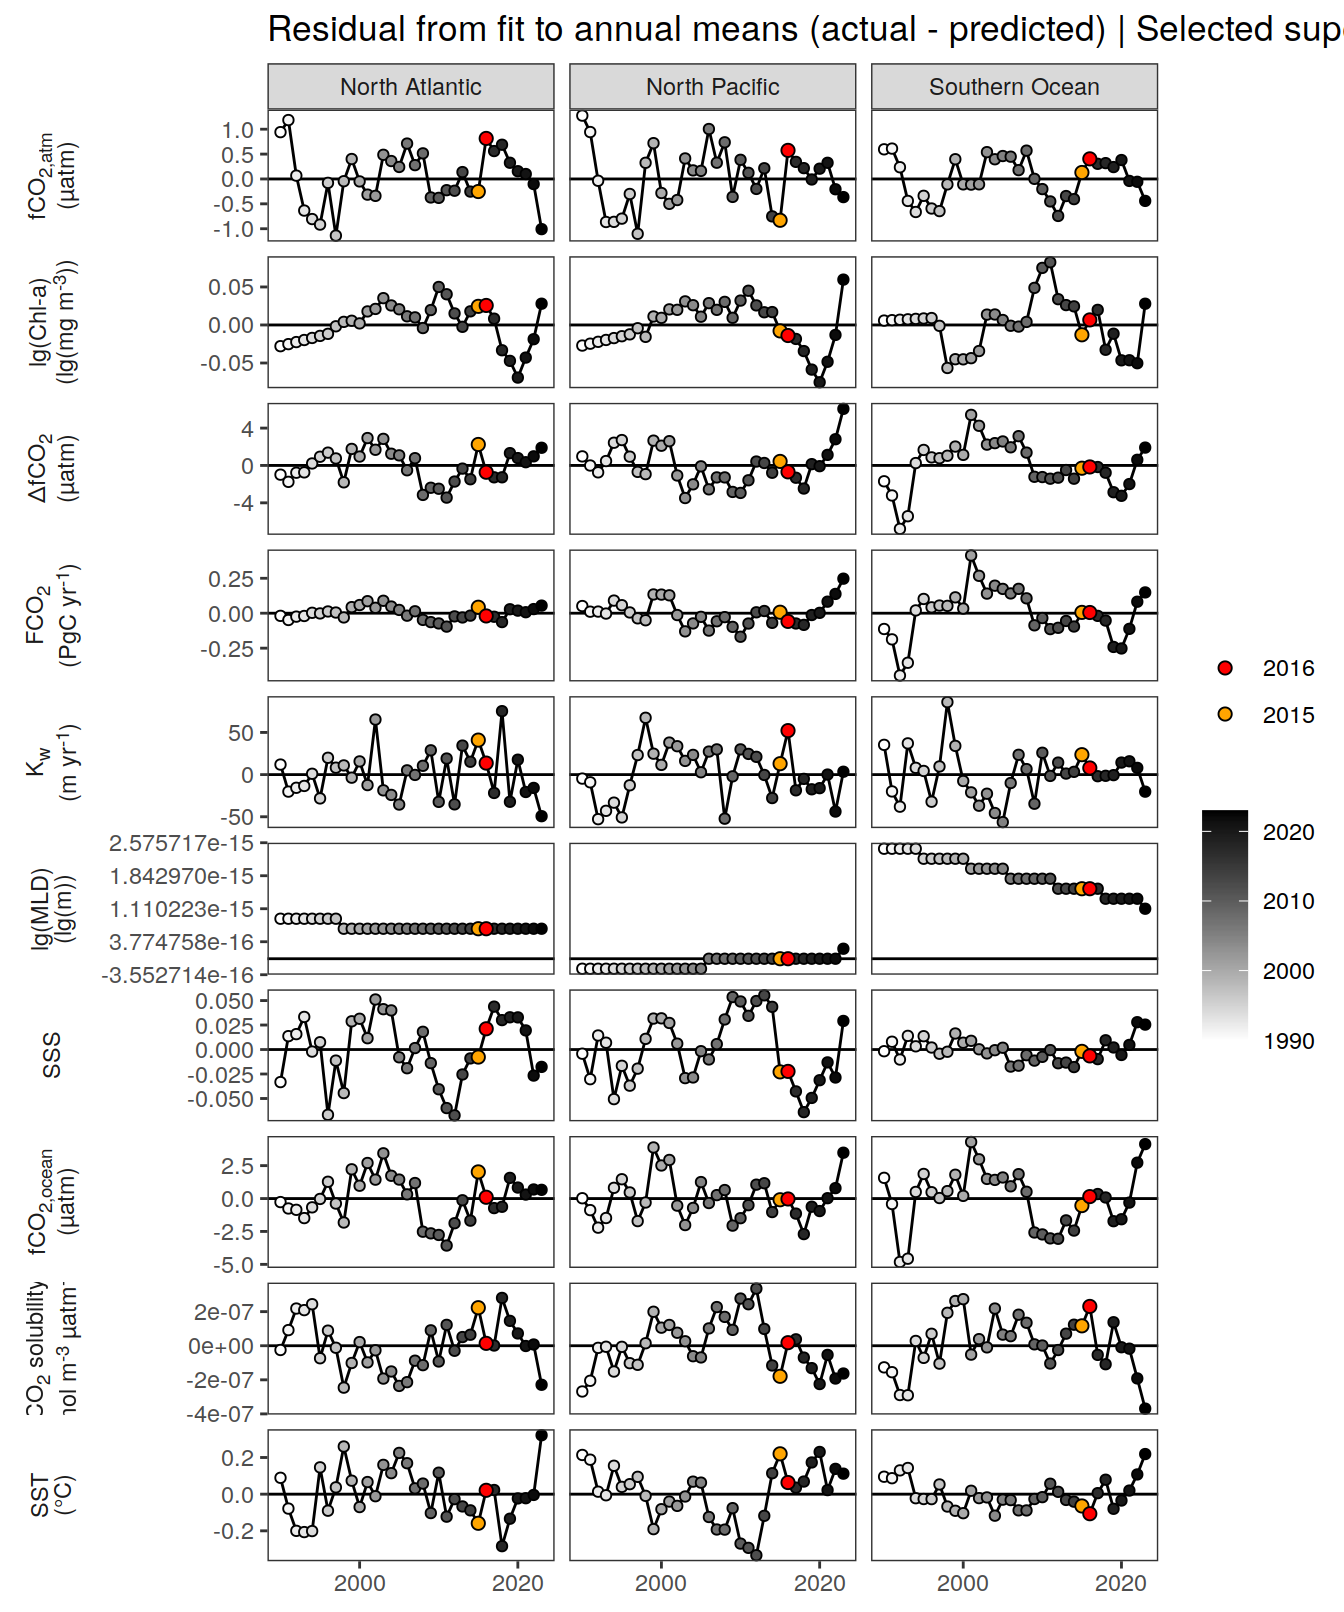 Residual from fit to annual means (actual - predicted) | Selected
North Atlantic
North Pacific
Southern Ocean
fCO2,atm
(µatm)
1.0
0.5
0.0
-0.5
-1.0
lg(Chl-a)
(lg(mg m-3))
0.05
0.00
-0.05
ΔfCO2
(µatm)
4
0
-4
FCO2
(PgC yr-1)
0.25
0.00
-0.25
Kw
(m yr-1)
50
0
-50
lg(MLD)
(lg(m))
2.575717e-15
1.842970e-15
1.110223e-15
3.774758e-16
-3.552714e-16
SSS
0.050
0.025
0.000
-0.025
-0.050
fCO2,ocean
(µatm)
2.5
0.0
-2.5
-5.0
CO2 solubility
m-3 µatm-
2e-07
0e+00
-2e-07
-4e-07
SST
(°C)
0.2
0.0
-0.2
2000
2020
2000
2020
2000
2020
2016
2015
2020
2010
2000
1990